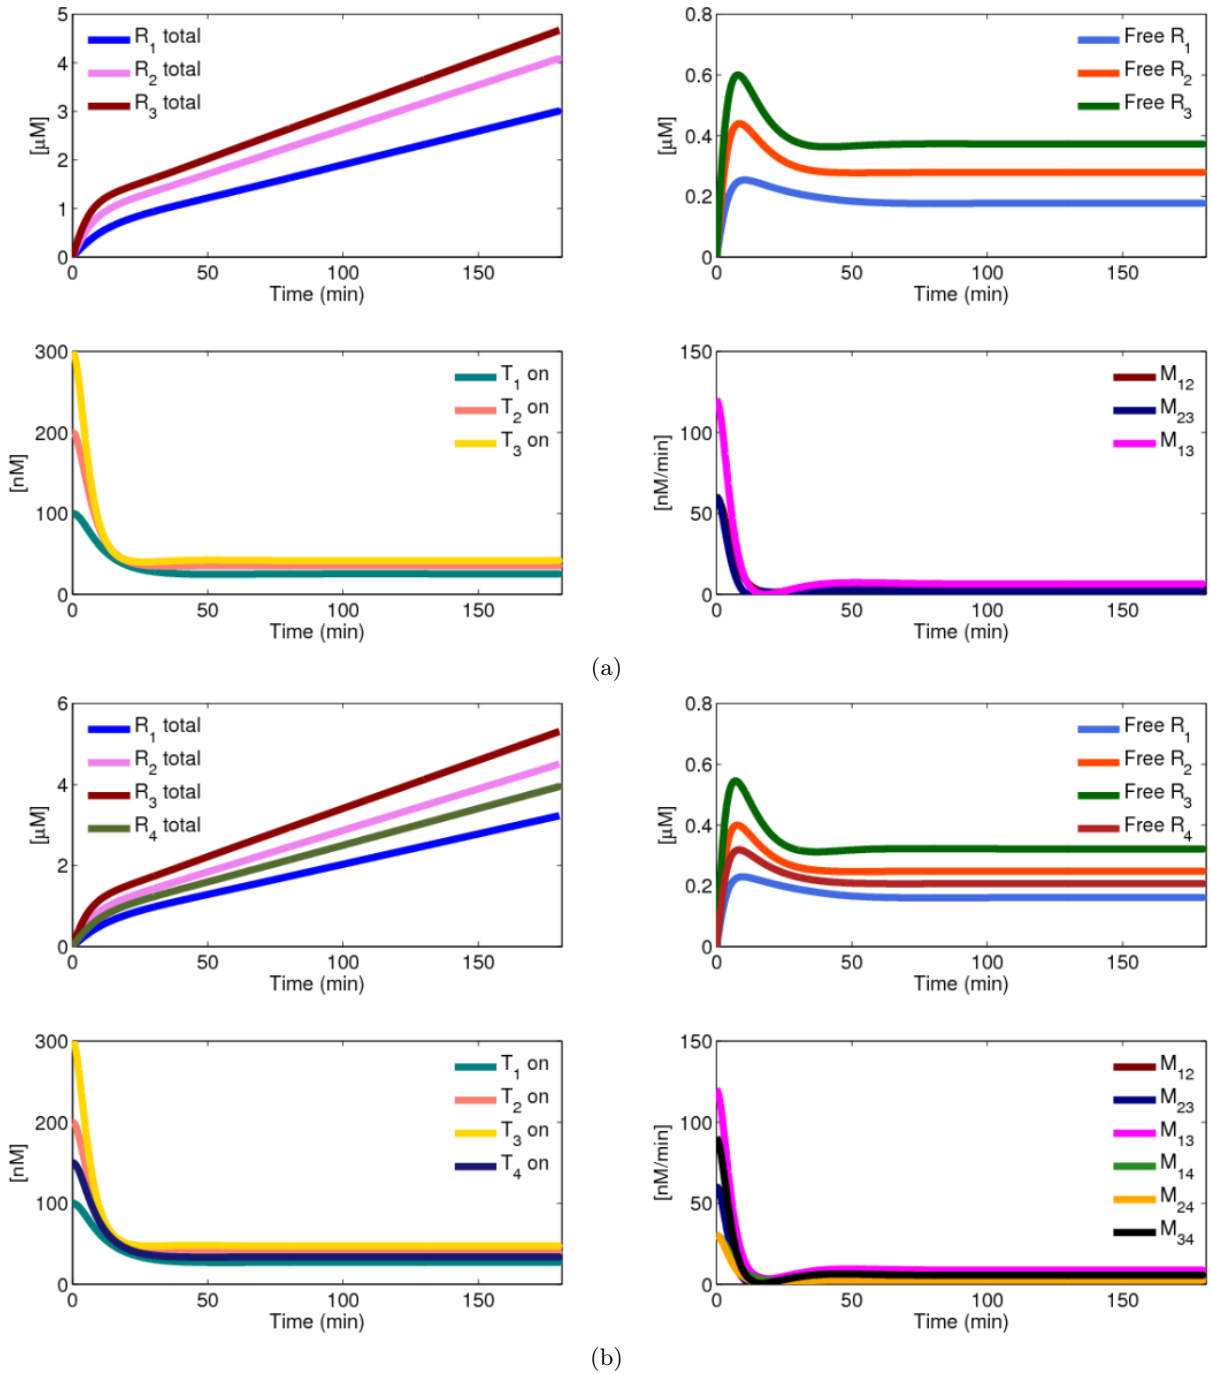 5
4
3
2
1
0
[μM]
R1 total
R2 total
R3 total
0 50 100 150
Time (min)
0.8
0.6
0.4
0.2
0
[μM]
Free R1
Free R2
Free R3
0 50 100 150
Time (min)
300
200
100
0
[nM]
T1 on
T2 on
T3 on
0 50 100 150
Time (min)
150
100
50
0
[nM/min]
M12
M23
M13
0 50 100 150
Time (min)
(a)
6
4
2
0
[μM]
R1 total
R2 total
R3 total
R4 total
0 50 100 150
Time (min)
0.8
0.6
0.4
0.2
0
[μM]
Free R1
Free R2
Free R3
Free R4
0 50 100 150
Time (min)
300
200
100
0
[nM]
T1 on
T2 on
T3 on
T4 on
0 50 100 150
Time (min)
150
100
50
0
[nM/min]
M12
M23
M13
M14
M24
M34
0 50 100 150
Time (min)
(b)